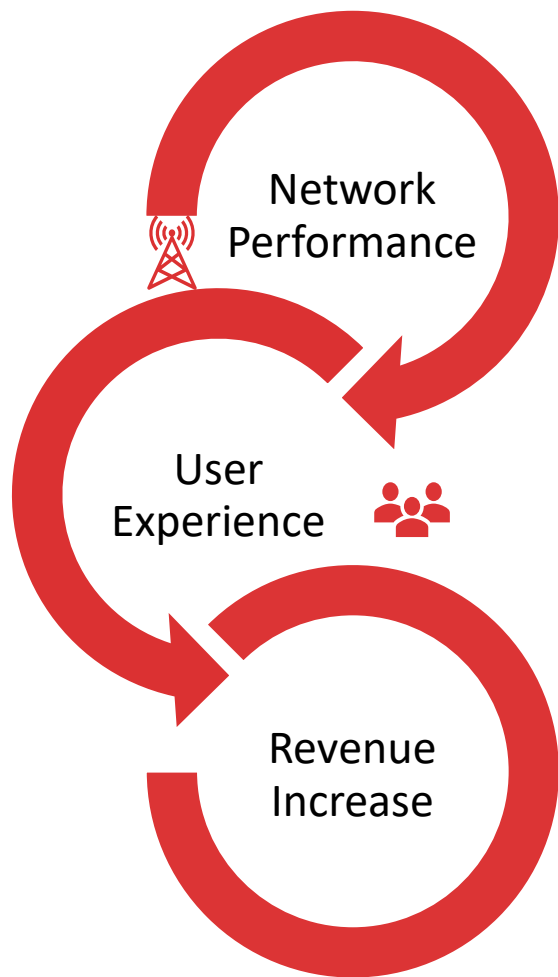 Network
Performance
User
Experience
Revenue
Increase